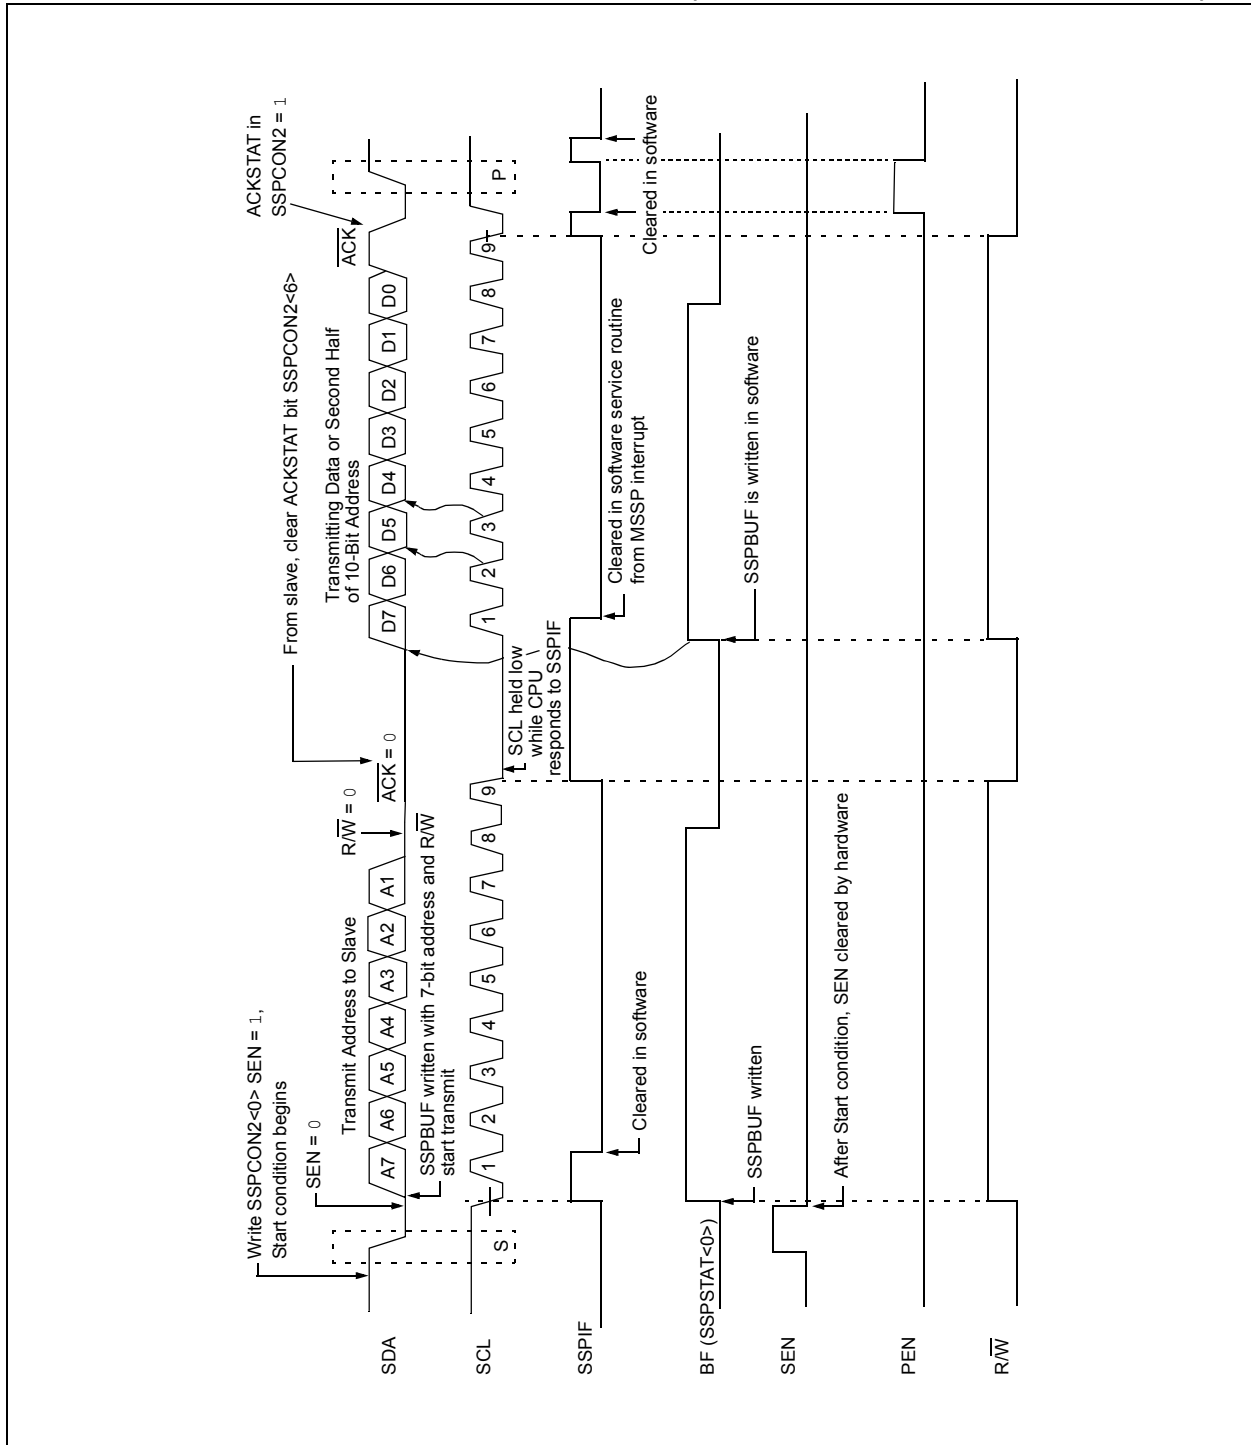 Write SSPCON2<0> SEN = 1,
Start condition begins
SEN = 0
Transmit Address to Slave
R/W = 0
From slave, clear ACKSTAT bit SSPCON2<6>
ACK = 0
Transmitting Data or Second Half
of 10-Bit Address
ACKSTAT in
SSPCON2 = 1
ACK
SDA
A7 A6 A5 A4 A3 A2 A1
D7 D6 D5 D4 D3 D2 D1 D0
SSPBUF written with 7-bit address and R/W
start transmit
SCL
S
1 2 3 4 5 6 7 8 9
1 2 3 4 5 6 7 8 9
P
SCL held low
while CPU
responds to SSPIF
SSPIF
Cleared in software
Cleared in software service routine
from MSSP interrupt
Cleared in software
BF (SSPSTAT<0>)
SSPBUF written
SSPBUF is written in software
SEN
After Start condition, SEN cleared by hardware
PEN
R/W